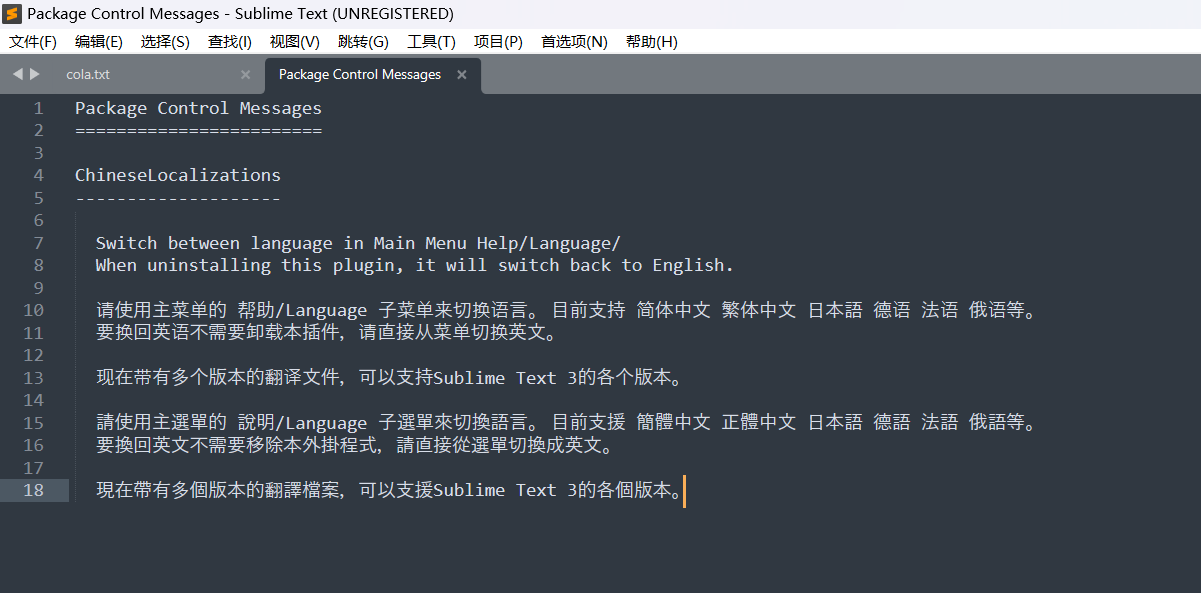 Package Control Messages - Sublime Text (UNREGISTERED)
文件(F) 编辑(E) 选择(S) 查找(I) 视图(V) 跳转(G) 工具(T) 项目(P) 首选项(N) 帮助(H)
cola.txt Package Control Messages
1 Package Control Messages
2 ========================
3
4 ChineseLocalizations
5 --------------------
6
7 Switch between language in Main Menu Help/Language/
8 When uninstalling this plugin, it will switch back to English.
9
10 请使用主菜单的 帮助/Language 子菜单来切换语言。 目前支持 简体中文 繁体中文 日本語 德语 法语 俄语等。
11 要换回英语不需要卸载本插件，请直接从菜单切换英文。
12
13 现在带有多个版本的翻译文件，可以支持Sublime Text 3的各个版本。
14
15 請使用主選單的 說明/Language 子選單來切換語言。 目前支援 簡體中文 正體中文 日本語 德語 法語 俄語等。
16 要換回英文不需要移除本外掛程式，請直接從選單切換成英文。
17
18 現在帶有多個版本的翻譯檔案，可以支援Sublime Text 3的各個版本。